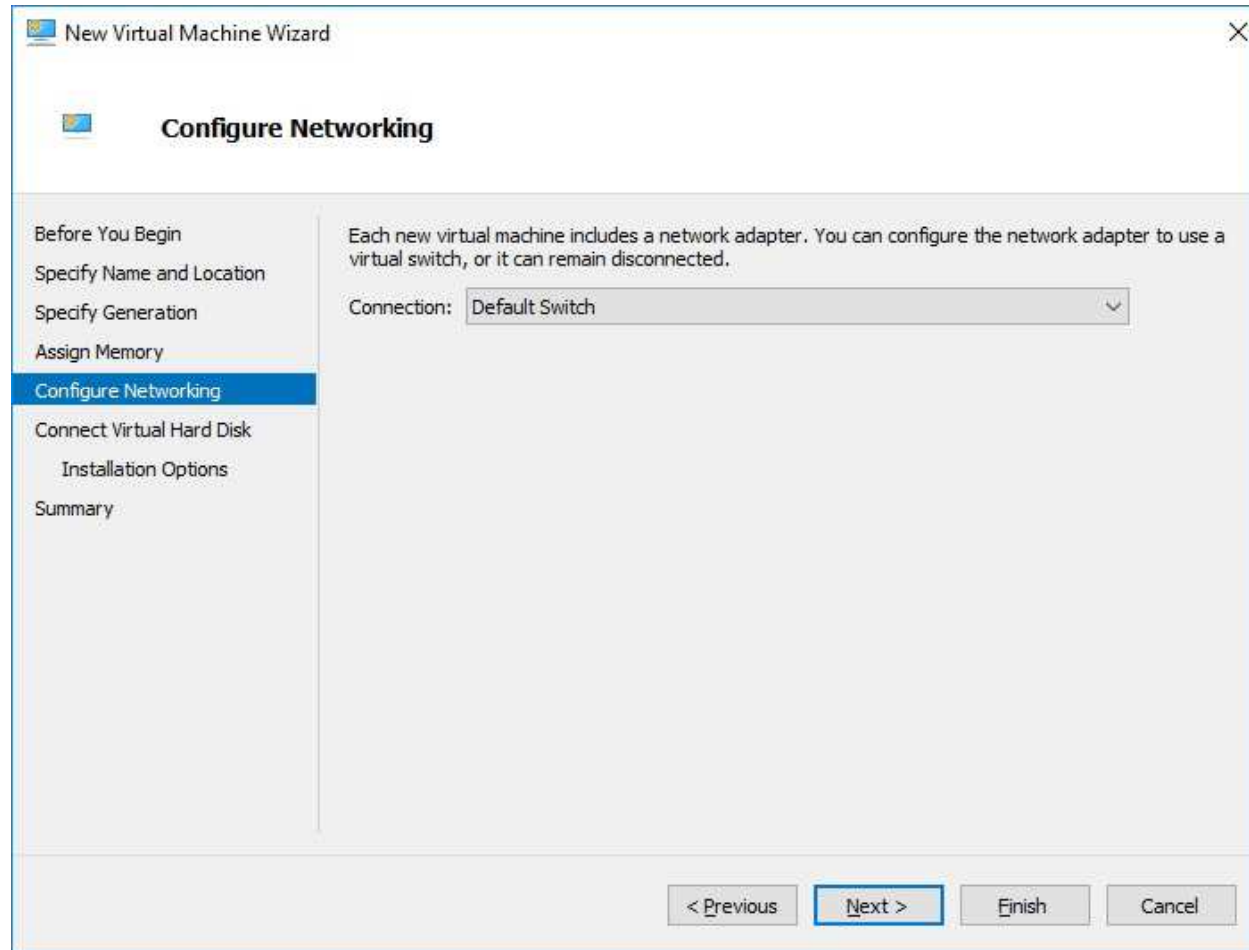 New Virtual Machine Wizard
Configure Networking
Before You Begin
Specify Name and Location
Specify Generation
Assign Memory
Configure Networking
Connect Virtual Hard Disk
Installation Options
Summary
Each new virtual machine includes a network adapter. You can configure the network adapter to use a
virtual switch, or it can remain disconnected.
Connection: Default Switch
< Previous Next > Finish Cancel